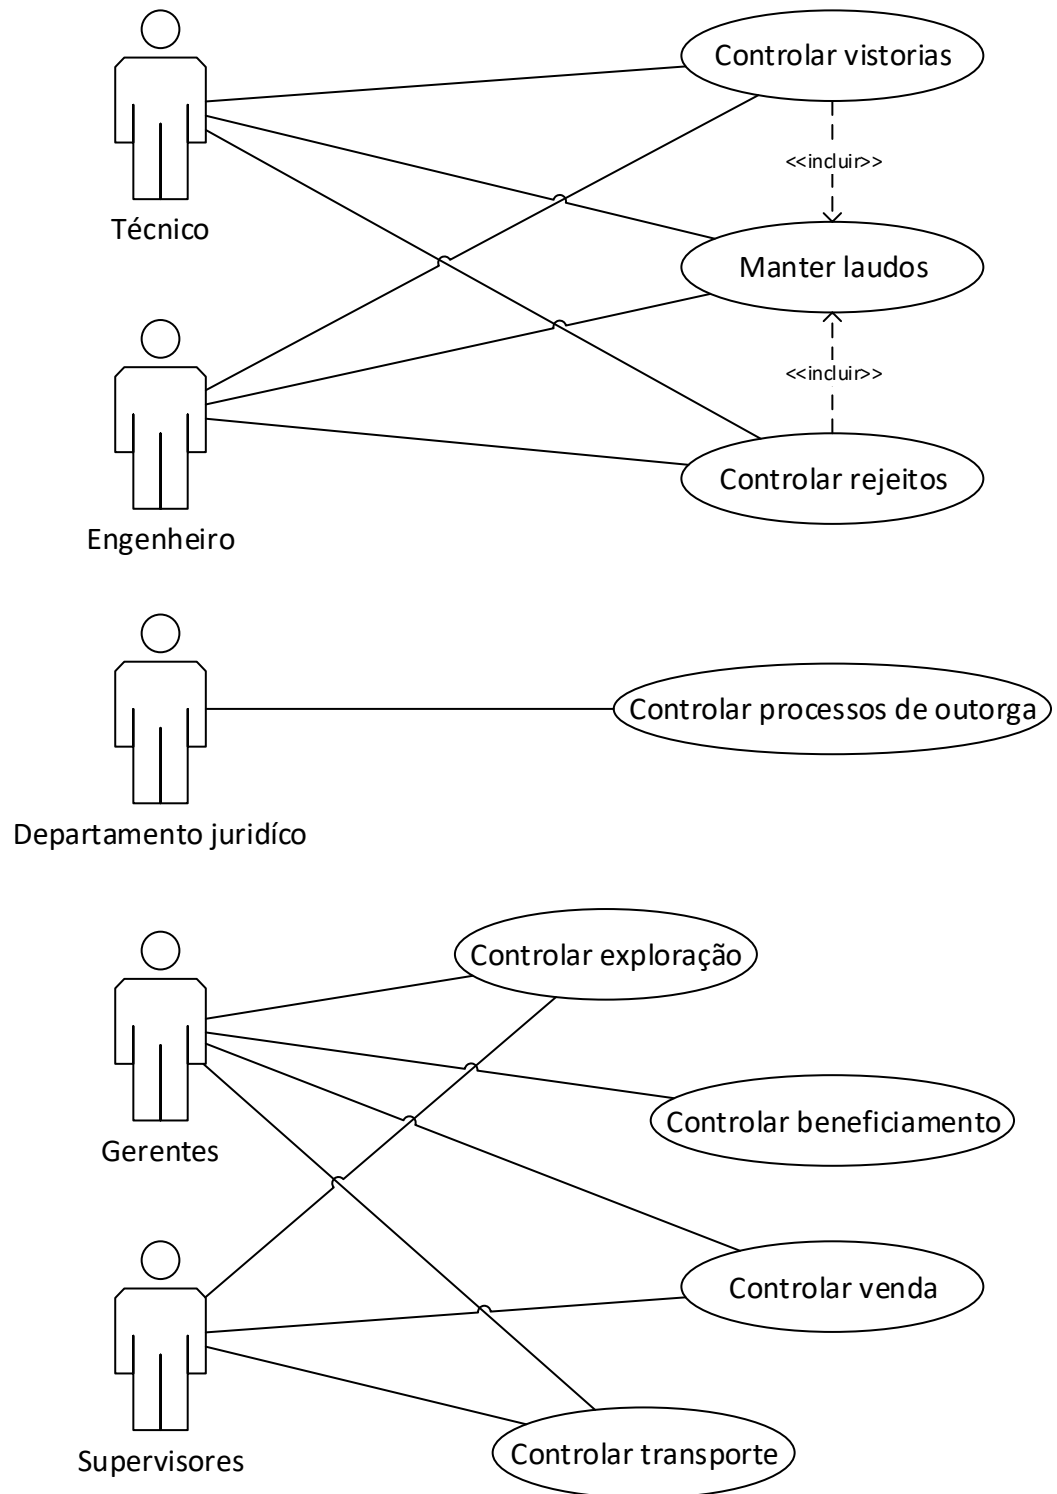 Controlar vistorias
<<incluir>>
Técnico
Manter laudos
<<incluir>>
Controlar rejeitos
Engenheiro
Controlar processos de outorga
Departamento juridíco
Controlar exploração
Controlar beneficiamento
Gerentes
Controlar venda
Controlar transporte
Supervisores